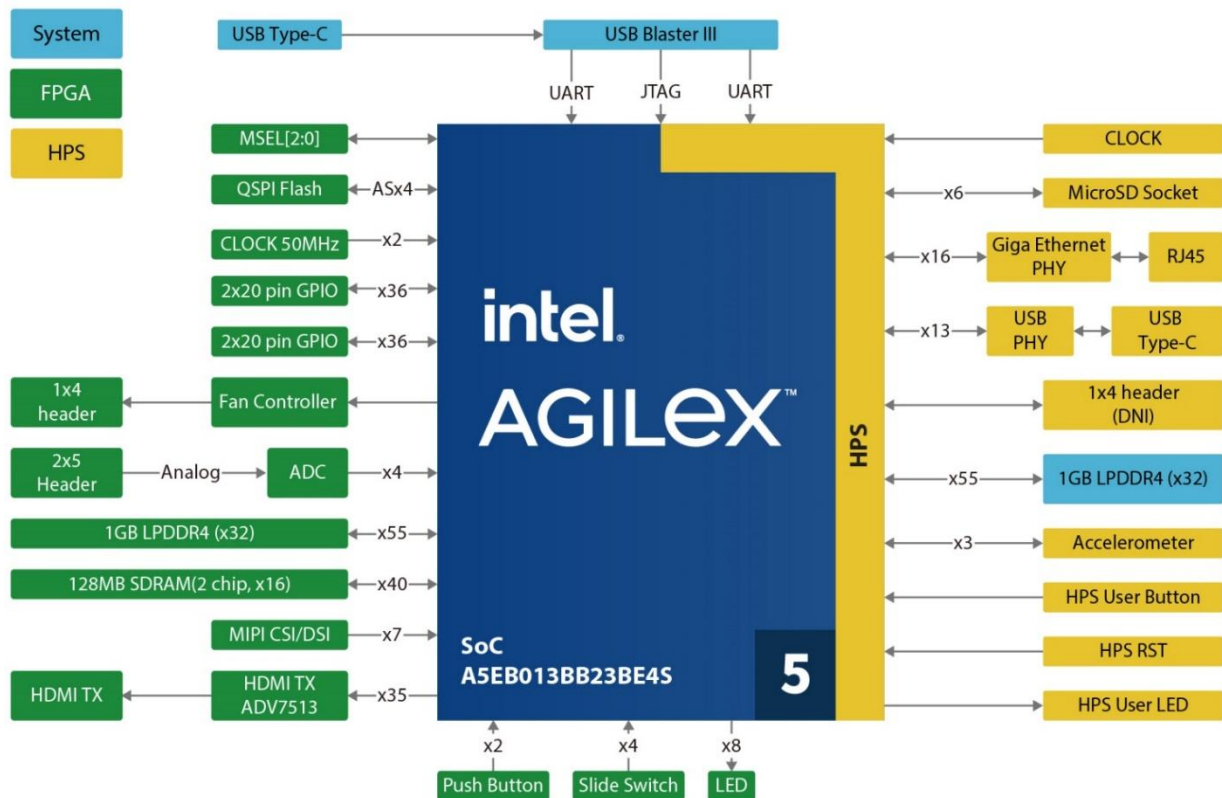 System
FPGA
HPS
USB Type-C
USB Blaster III
UART
JTAG
UART
MSEL[2:0]
QSPI Flash
ASx4
CLOCK 50MHz
x2
2x20 pin GPIO
x36
2x20 pin GPIO
x36
1x4
header
Fan Controller
2x5
Header
Analog
ADC
x4
1GB LPDDR4 (x32)
x55
128MB SDRAM(2 chip, x16)
x40
MIPI CSI/DSI
x7
HDMI TX
HDMI TX
ADV7513
x35
intel.
AGILEX™
SoC
A5EB013BB23BE4S
5
HPS
CLOCK
x6
MicroSD Socket
x16
Giga Ethernet
PHY
RJ45
x13
USB
PHY
USB
Type-C
1x4 header
(DNI)
x55
1GB LPDDR4 (x32)
x3
Accelerometer
HPS User Button
HPS RST
HPS User LED
x2
x4
x8
Push Button
Slide Switch
LED